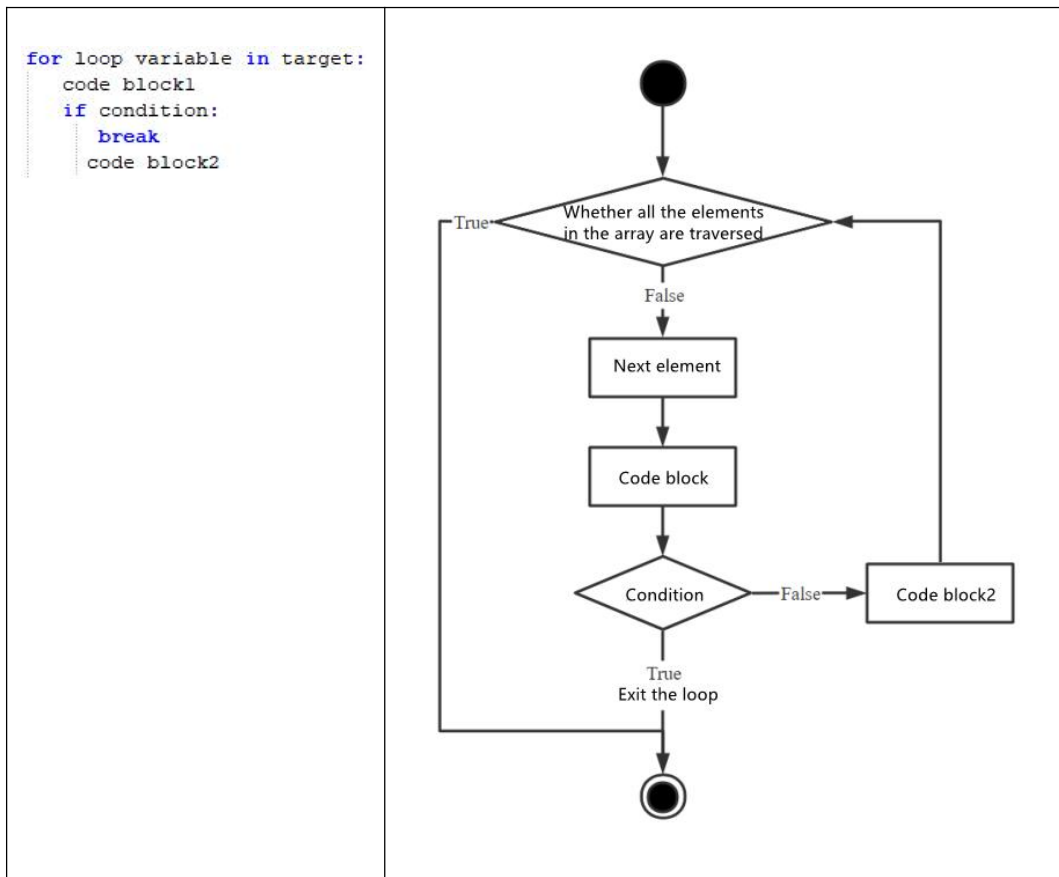 for loop variable in target:
code block1
if condition:
break
code block2
Whether all the elements
in the array are traversed
True
False
Next element
Code block
Condition
False
Code block2
True
Exit the loop